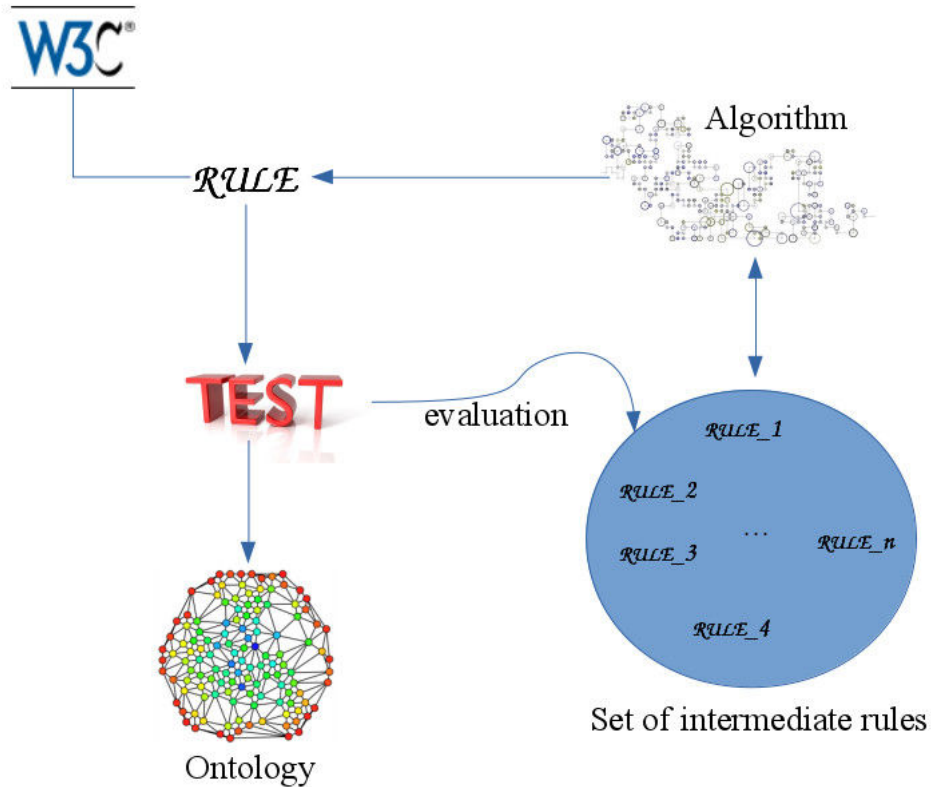 W3C®
Algorithm
RULE
TEST
evaluation
RULE_1
RULE_2
...
RULE_n
RULE_3
RULE_4
Set of intermediate rules
Ontology